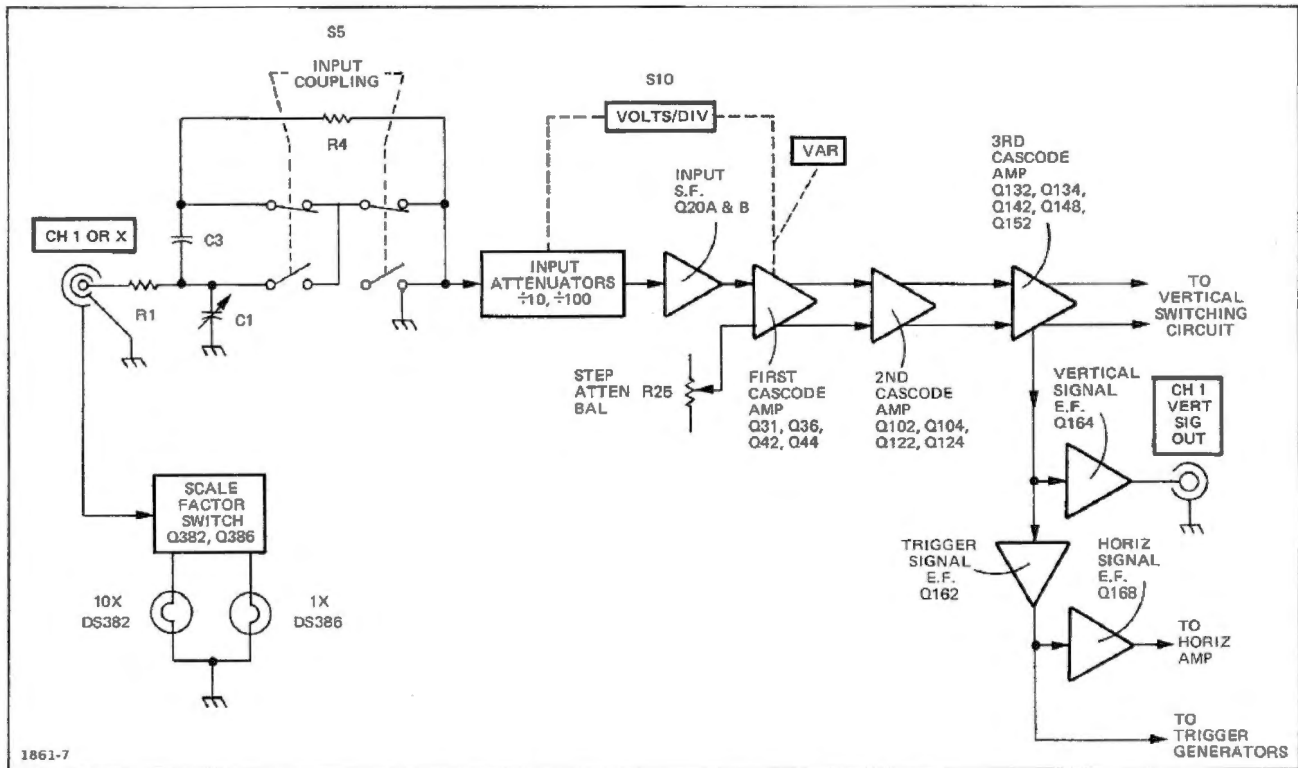 S5
INPUT
COUPLING
R4
S10
VOLTS/DIV
VAR
CH 1 OR X
C3
R1
C1
INPUT
ATTENUATORS
÷10, ÷100
INPUT
S.F.
Q20A & B
STEP
ATTEN R25
BAL
FIRST
CASCODE
AMP
Q31, Q36,
Q42, Q44
2ND
CASCODE
AMP
Q102, Q104,
Q122, Q124
3RD
CASCODE
AMP
Q132, Q134,
Q142, Q148,
Q152
TO
VERTICAL
SWITCHING
CIRCUIT
VERTICAL
SIGNAL
E.F.
Q164
CH 1
VERT
SIG
OUT
SCALE
FACTOR
SWITCH
Q382, Q386
10X
DS382
1X
DS386
TRIGGER
SIGNAL
E.F.
Q162
HORIZ
SIGNAL
E.F.
Q168
TO
HORIZ
AMP
TO
TRIGGER
GENERATORS
1861-7